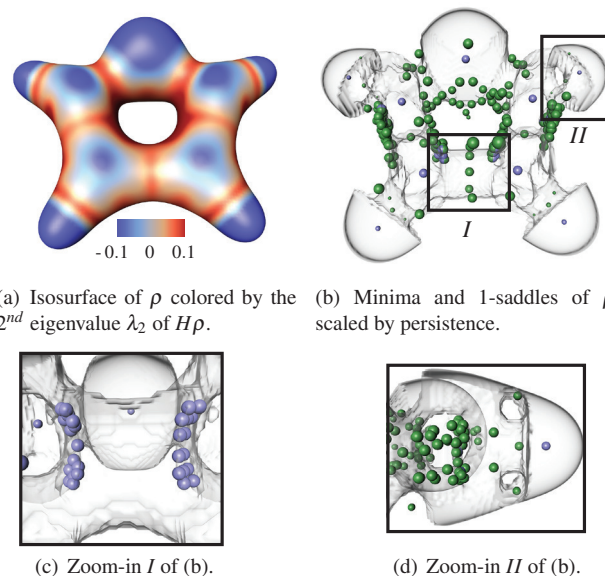 II
I
- 0.1 0 0.1
(a) Isosurface of ρ colored by the
2nd eigenvalue λ2 of Hρ.
(b) Minima and 1-saddles of
scaled by persistence.
(c) Zoom-in I of (b).
(d) Zoom-in II of (b).